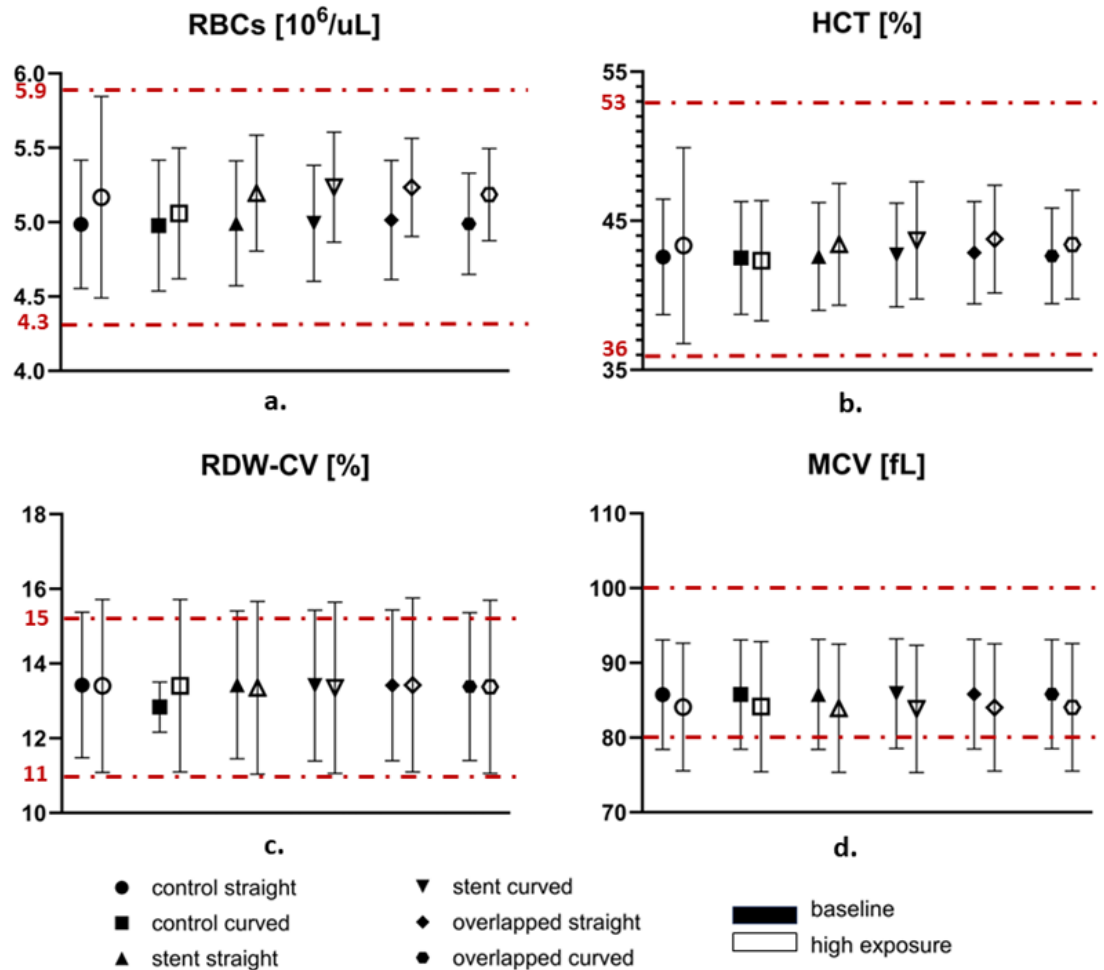 RBCs [10⁶/uL]
6.0
5.9
5.5
5.0
4.5
4.3
4.0
a.
HCT [%]
55
53
45
36
35
b.
RDW-CV [%]
18
16
15
14
12
11
10
c.
MCV [fL]
110
100
90
80
70
d.
control straight
control curved
stent straight
stent curved
overlapped straight
overlapped curved
baseline
high exposure